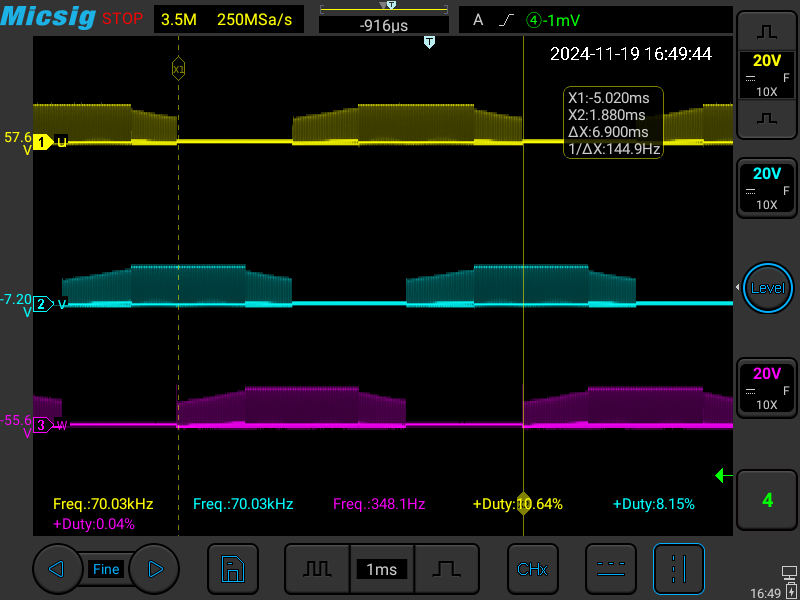 Micsig STOP 3.5M 250MSa/s -916μs A ④-1mV
T
T
2024-11-19 16:49:44
X1
X1:-5.020ms
X2:1.880ms
ΔX:6.900ms
1/ΔX:144.9Hz
57.6 V 1 U
-7.20 V 2 V
-55.6 V 3 W
20V
F
10X
20V
F
10X
Level
20V
F
10X
4
Freq.:70.03kHz Freq.:70.03kHz Freq.:348.1Hz +Duty:10.64% +Duty:8.15%
+Duty:0.04%
Fine 1ms CHx
16:49